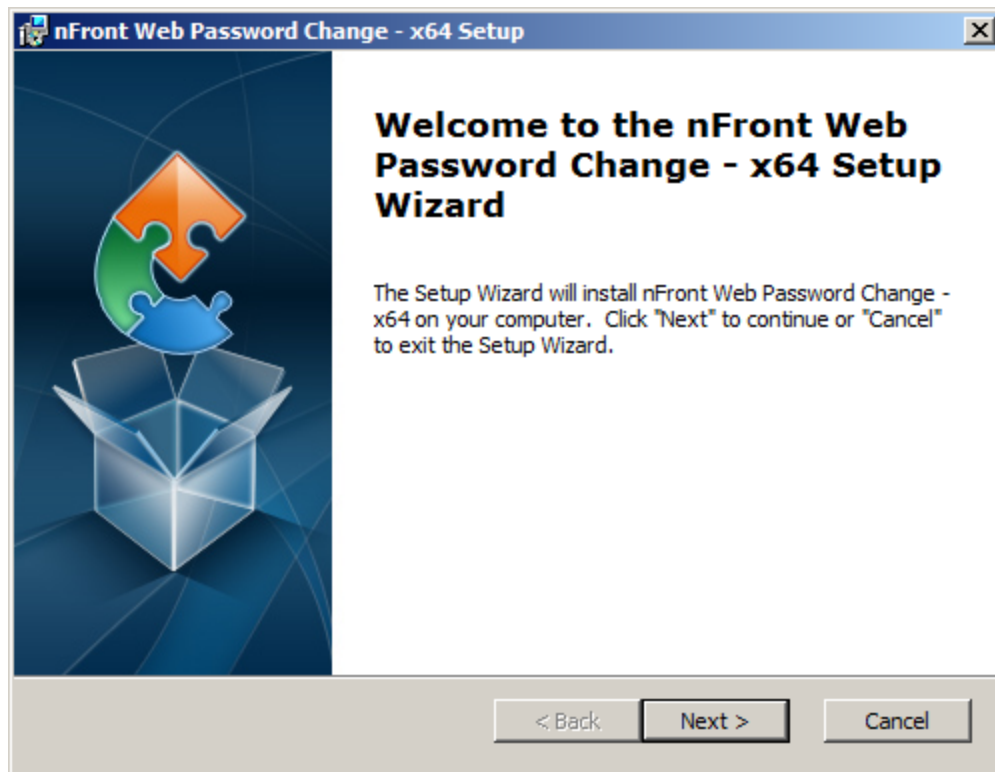 nFront Web Password Change - x64 Setup
Welcome to the nFront Web
Password Change - x64 Setup
Wizard
The Setup Wizard will install nFront Web Password Change -
x64 on your computer.  Click "Next" to continue or "Cancel"
to exit the Setup Wizard.
< Back
Next >
Cancel